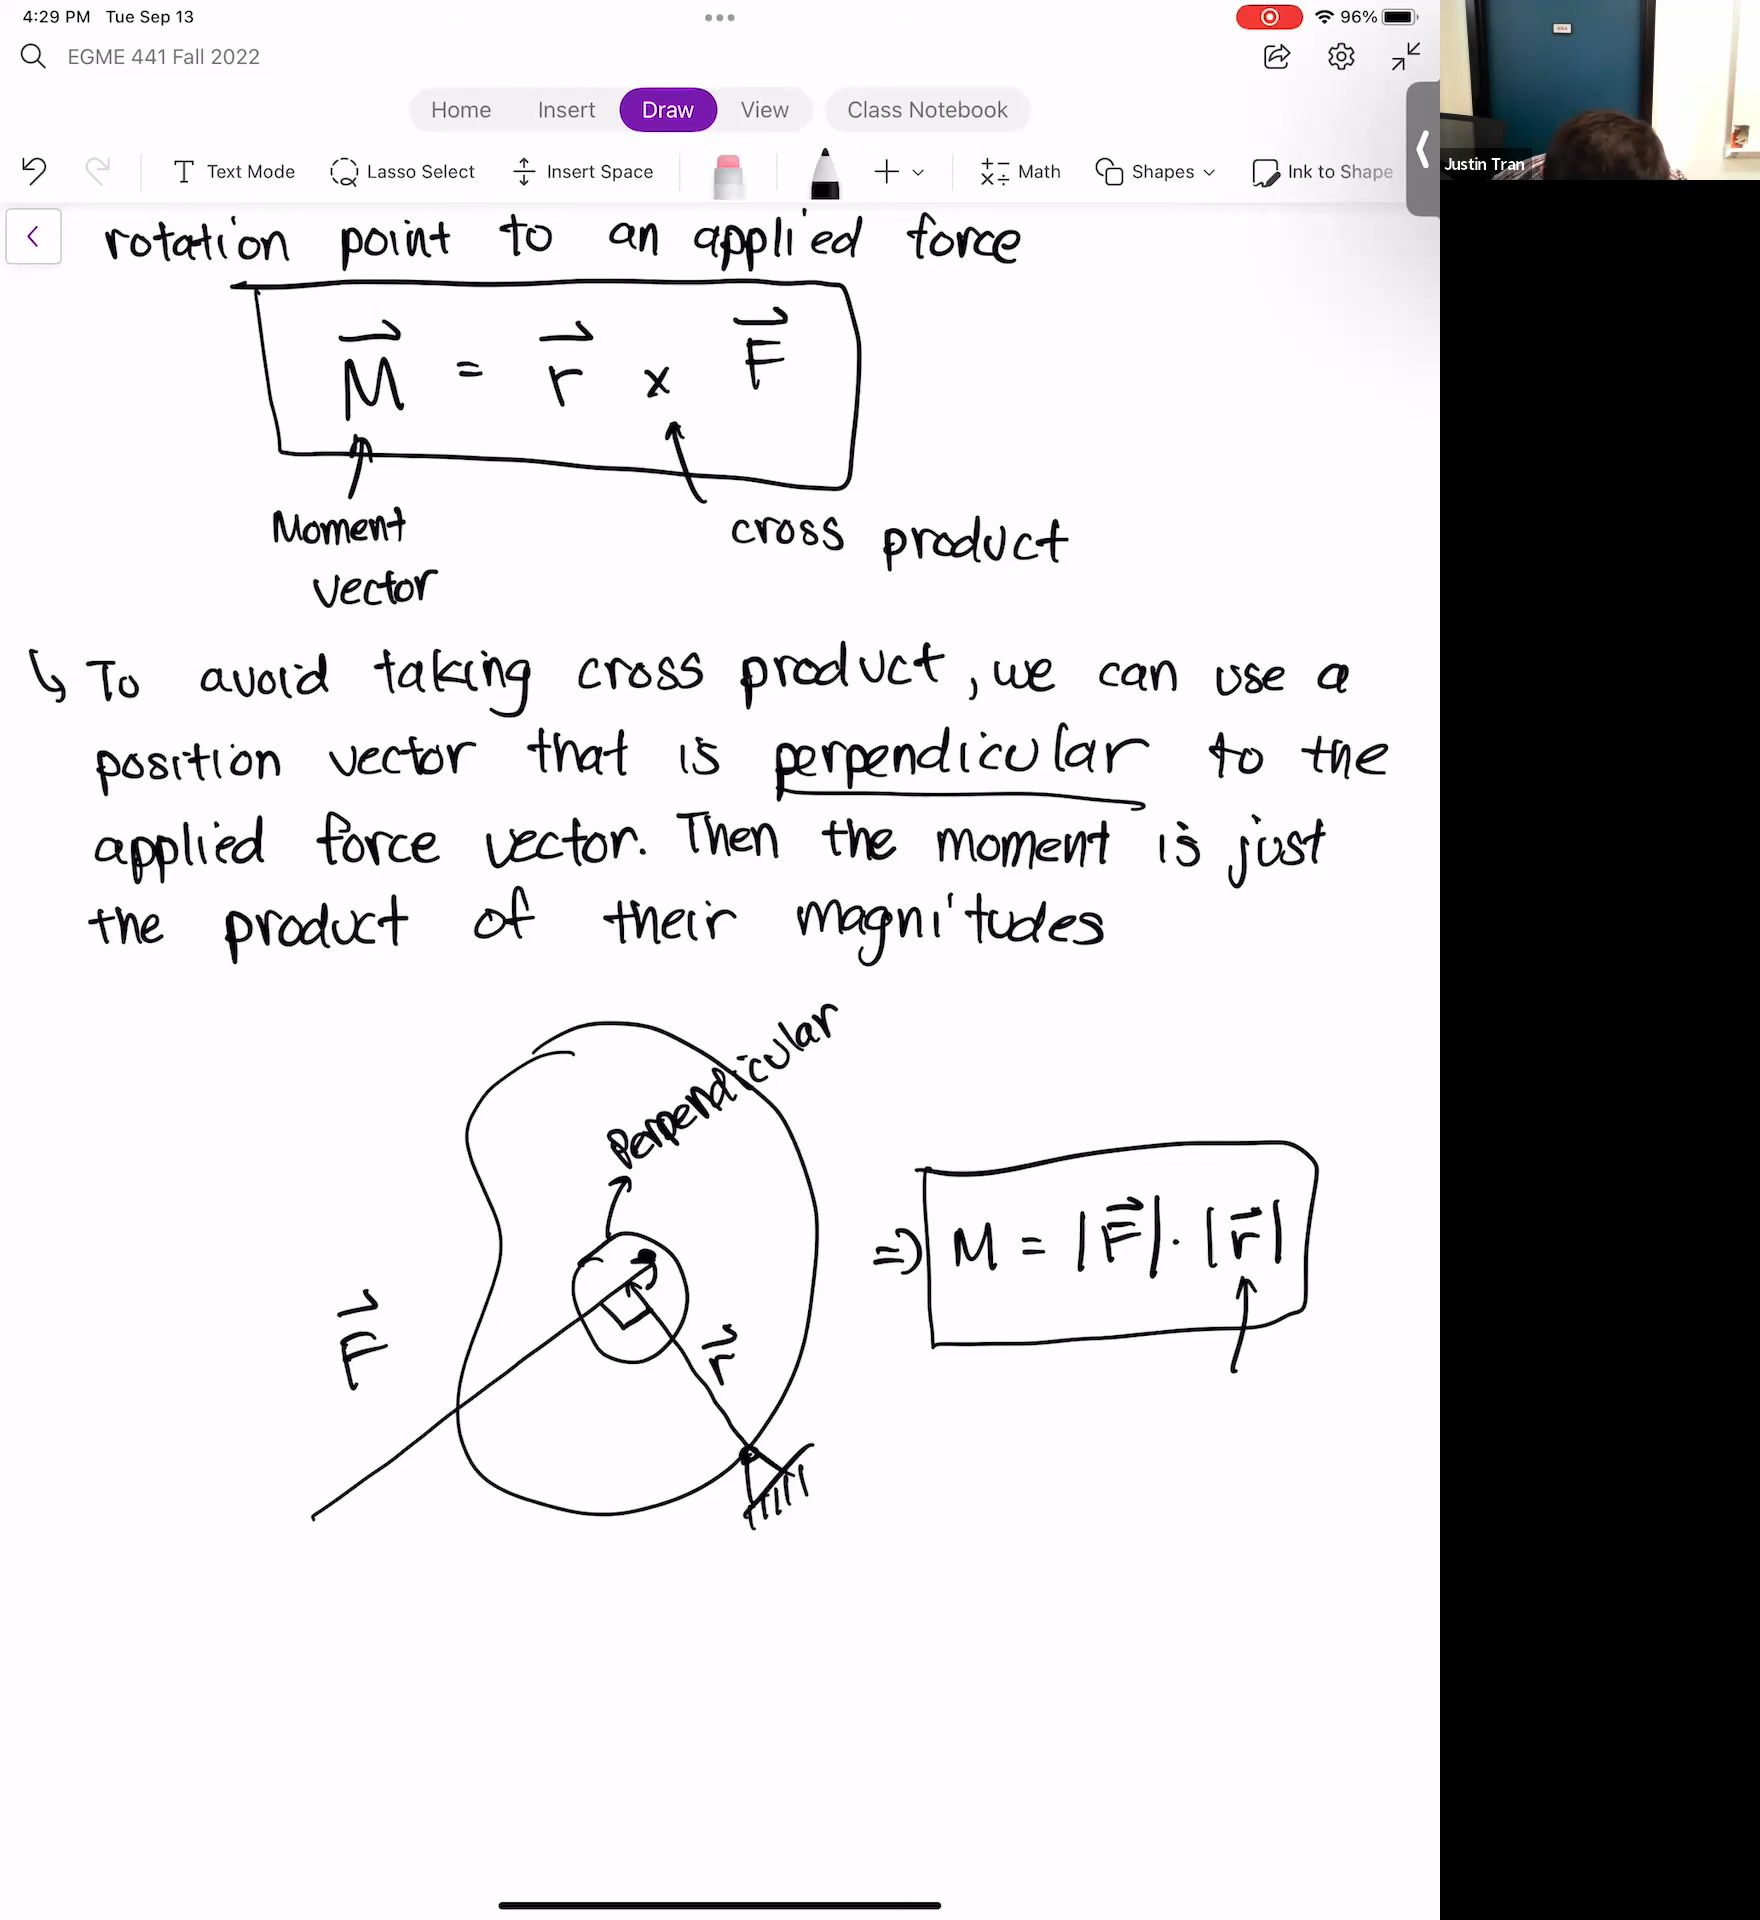 4:29 PM Tue Sep 13
96%
EGME 441 Fall 2022
Home Insert Draw View Class Notebook
Text Mode Lasso Select Insert Space Math Shapes Ink to Shape
Justin Tran
rotation point to an applied force
M = r x F
Moment
vector
cross product
To avoid taking cross product, we can use a
position vector that is perpendicular to the
applied force vector. Then the moment is just
the product of their magnitudes
Perpendicular
F
r
=> M = |F| · |r|